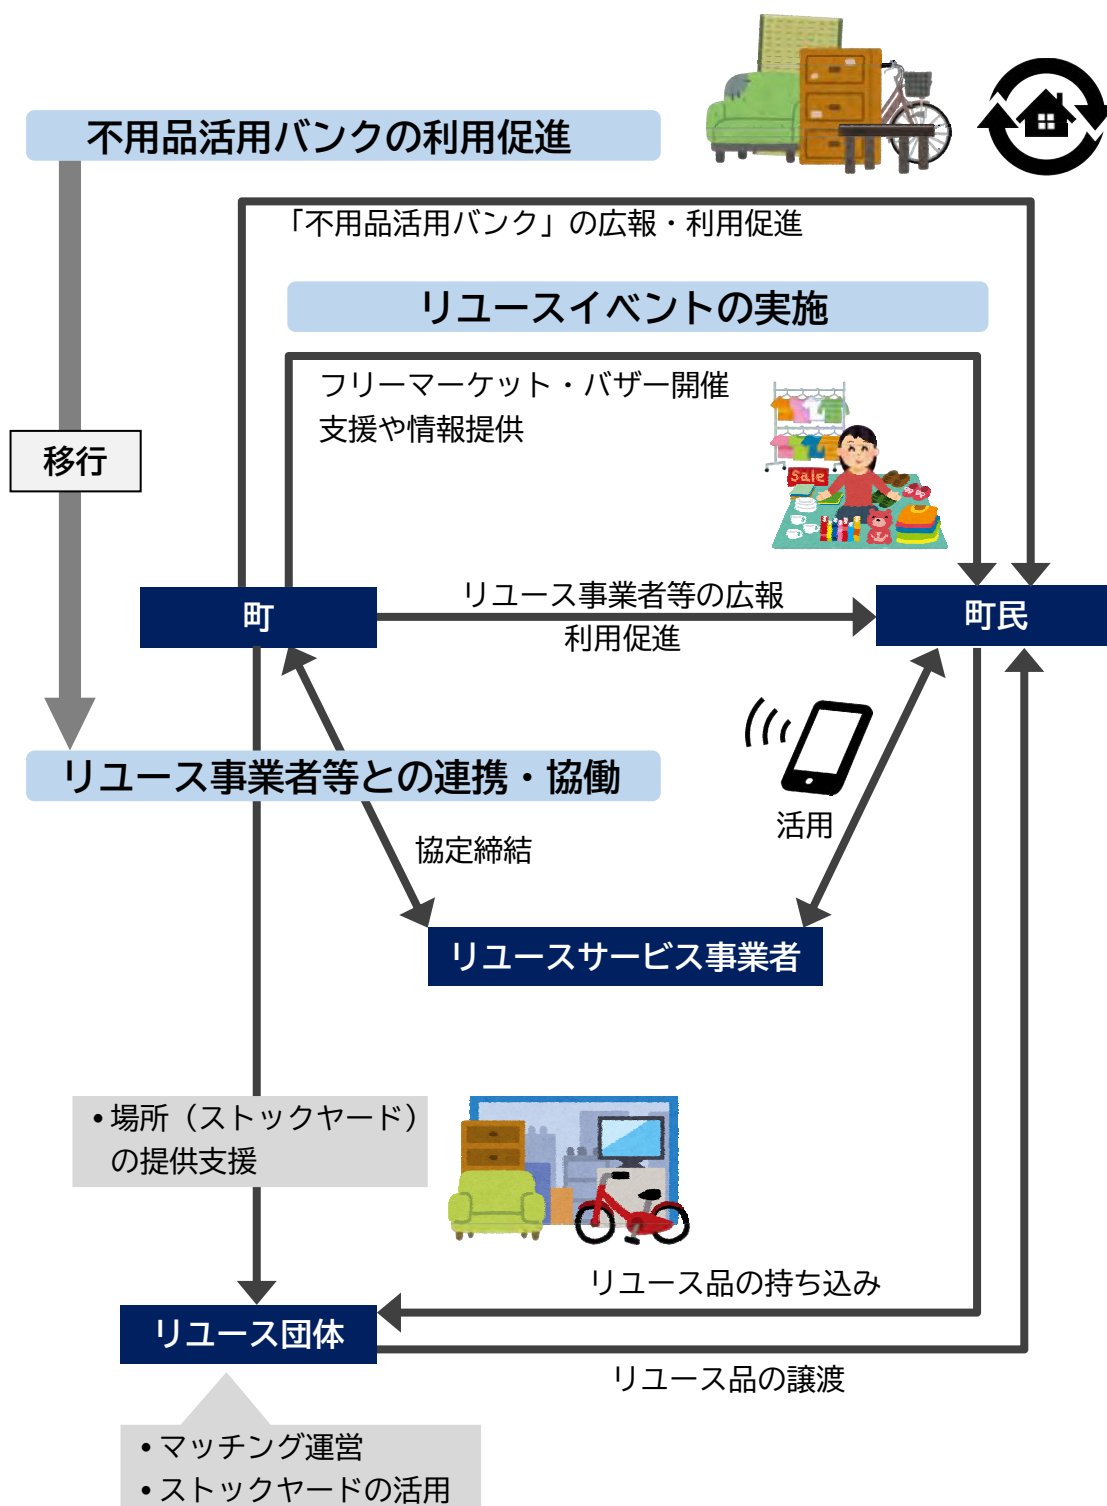 不用品活用バンクの利用促進
「不用品活用バンク」の広報・利用促進
リユースイベントの実施
フリーマーケット・バザー開催
支援や情報提供
移行
Sale
町
リユース事業者等の広報
利用促進
町民
リユース事業者等との連携・協働
協定締結
活用
リユースサービス事業者
•場所（ストックヤード）
の提供支援
リユース品の持ち込み
リユース団体
リユース品の譲渡
•マッチング運営
•ストックヤードの活用